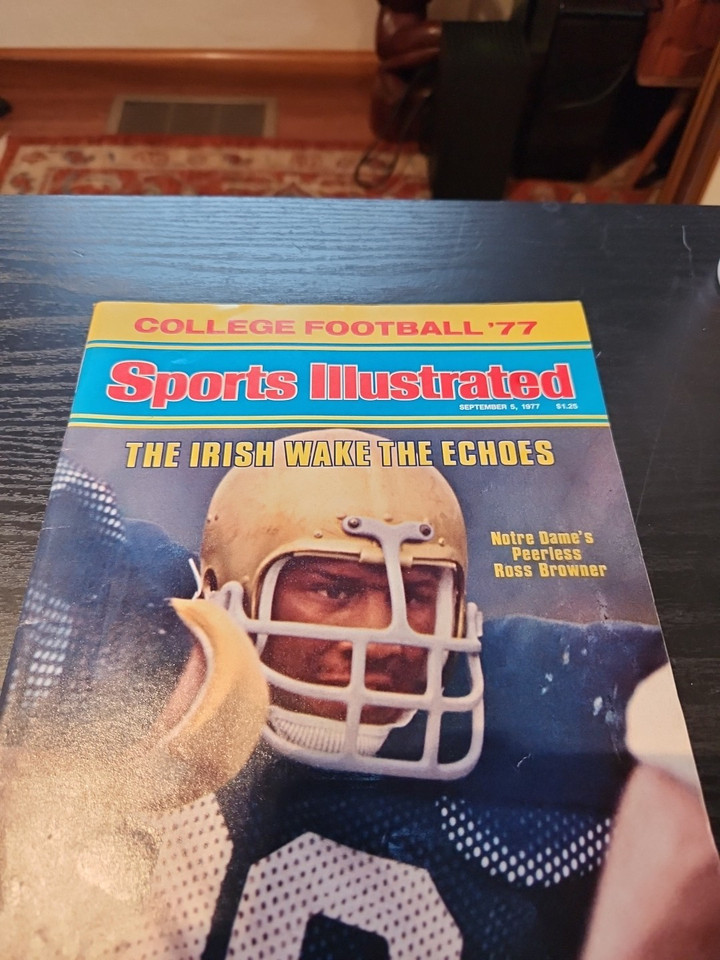 COLLEGE FOOTBALL '77
Sports Illustrated
SEPTEMBER 5, 1977 $1.25
THE IRISH WAKE THE ECHOES
Notre Dame's
Peerless
Ross Browner